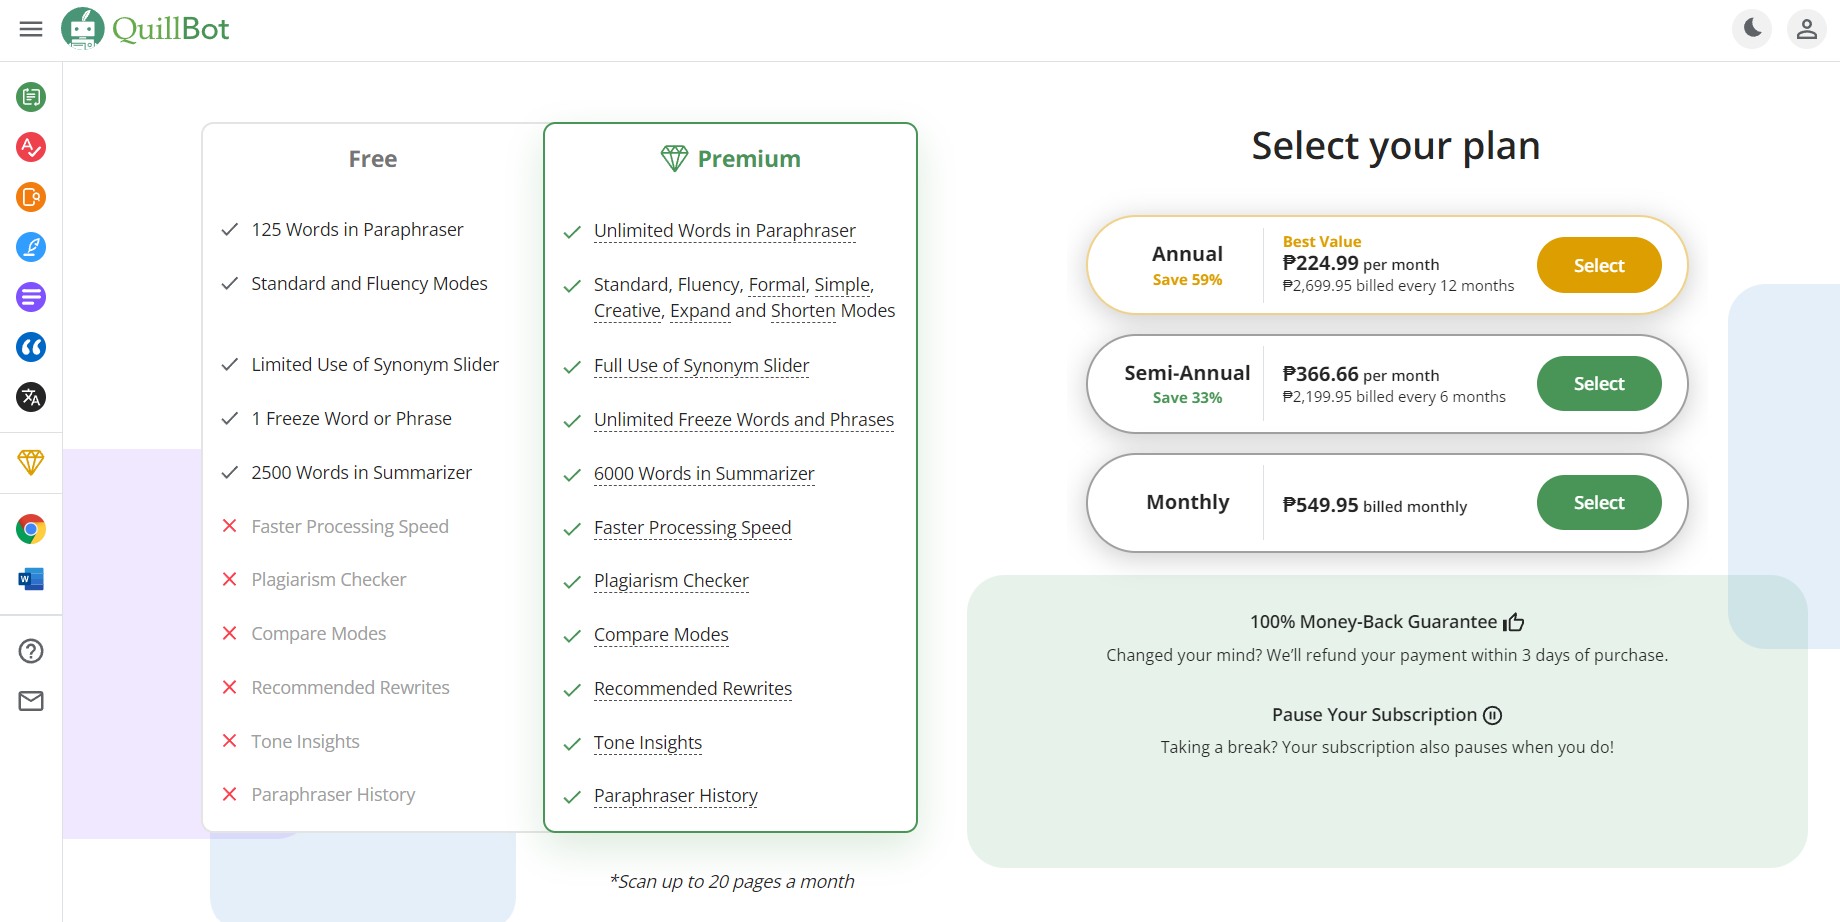 QuillBot
Free
125 Words in Paraphraser
Standard and Fluency Modes
Limited Use of Synonym Slider
1 Freeze Word or Phrase
2500 Words in Summarizer
Faster Processing Speed
Plagiarism Checker
Compare Modes
Recommended Rewrites
Tone Insights
Paraphraser History
Premium
Unlimited Words in Paraphraser
Standard, Fluency, Formal, Simple,
Creative, Expand and Shorten Modes
Full Use of Synonym Slider
Unlimited Freeze Words and Phrases
6000 Words in Summarizer
Faster Processing Speed
Plagiarism Checker
Compare Modes
Recommended Rewrites
Tone Insights
Paraphraser History
*Scan up to 20 pages a month
Select your plan
Annual
Save 59%
Best Value
₱224.99 per month
₱2,699.95 billed every 12 months
Select
Semi-Annual
Save 33%
₱366.66 per month
₱2,199.95 billed every 6 months
Select
Monthly
₱549.95 billed monthly
Select
100% Money-Back Guarantee
Changed your mind? We’ll refund your payment within 3 days of purchase.
Pause Your Subscription
Taking a break? Your subscription also pauses when you do!